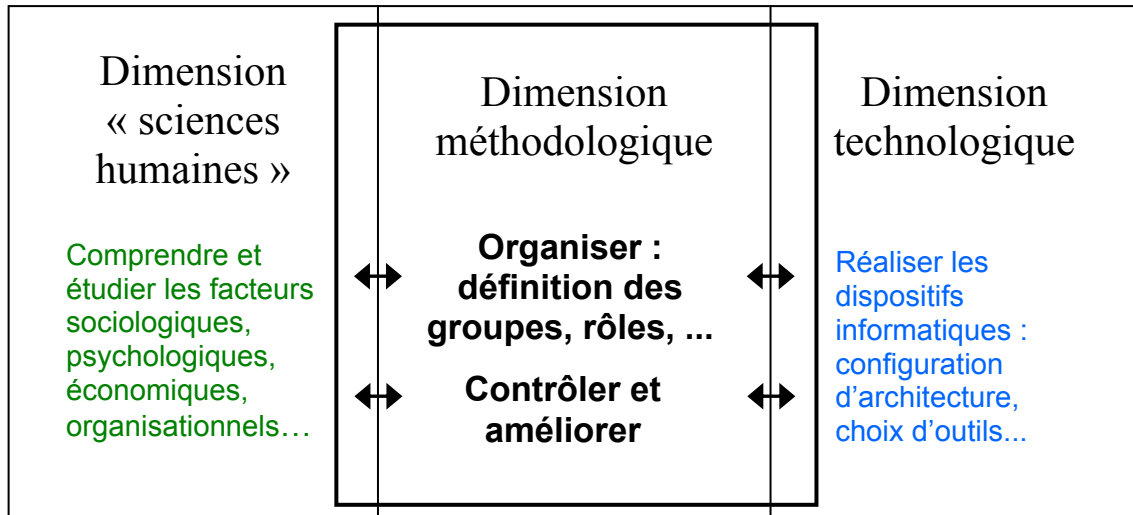 Dimension
« sciences
humaines »
Comprendre et
étudier les facteurs
sociologiques,
psychologiques,
économiques,
organisationnels…
Dimension
méthodologique
Organiser :
définition des
groupes, rôles, ...
Contrôler et
améliorer
Dimension
technologique
Réaliser les
dispositifs
informatiques :
configuration
d’architecture,
choix d’outils...